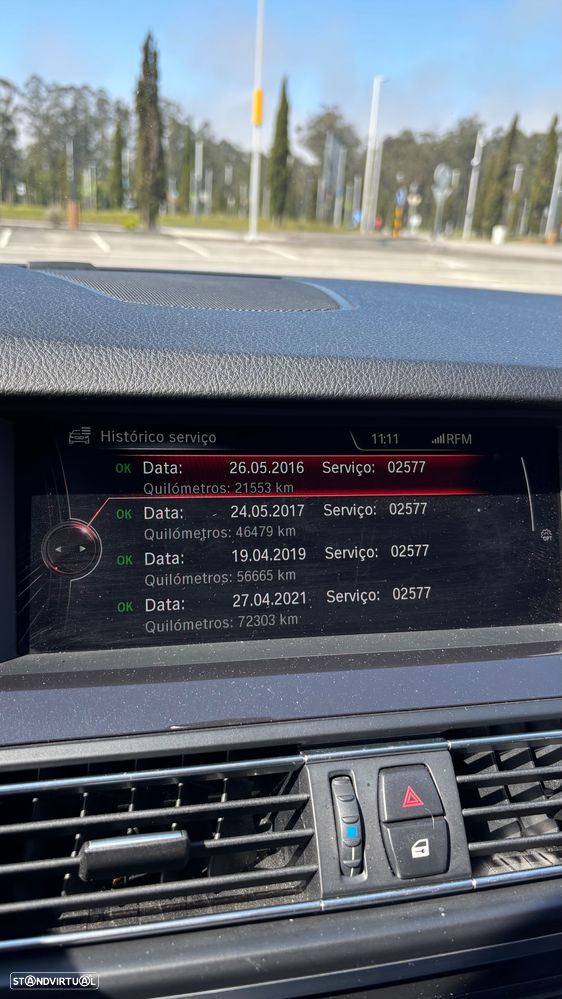 Histórico serviço 11:11 RFM
OK Data: 26.05.2016 Serviço: 02577
Quilómetros: 21553 km
OK Data: 24.05.2017 Serviço: 02577
Quilómetros: 46479 km
OK Data: 19.04.2019 Serviço: 02577
Quilómetros: 56665 km
OK Data: 27.04.2021 Serviço: 02577
Quilómetros: 72303 km
STANDVIRTUAL